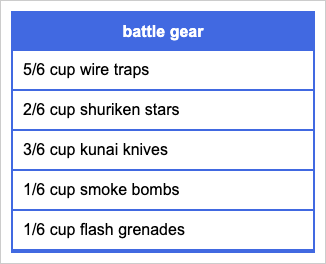 battle gear
5/6 cup wire traps
2/6 cup shuriken stars
3/6 cup kunai knives
1/6 cup smoke bombs
1/6 cup flash grenades